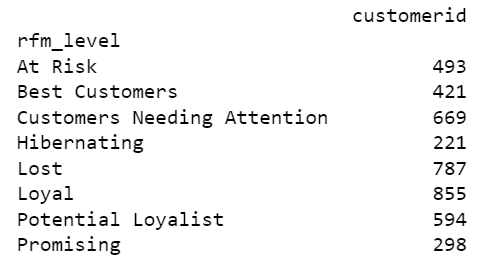 customerid
rfm_level
At Risk 493
Best Customers 421
Customers Needing Attention 669
Hibernating 221
Lost 787
Loyal 855
Potential Loyalist 594
Promising 298